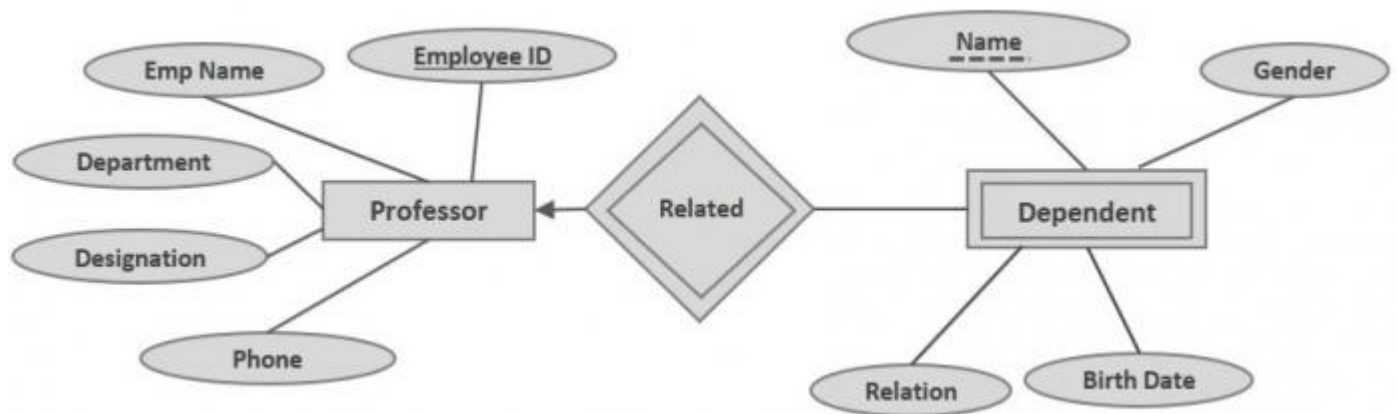 Name
Employee ID
Emp Name
Gender
Department
Professor
Related
Dependent
Designation
Phone
Relation
Birth Date